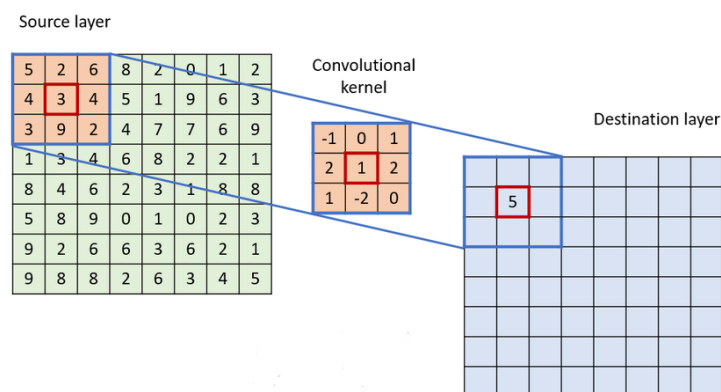 Source layer
5 2 6 8 2 0 1 2
4 3 4 5 1 9 6 3
3 9 2 4 7 7 6 9
1 3 4 6 8 2 2 1
8 4 6 2 3 1 8 8
5 8 9 0 1 0 2 3
9 2 6 6 3 6 2 1
9 8 8 2 6 3 4 5
Convolutional
kernel
-1 0 1
2 1 2
1 -2 0
Destination layer
5